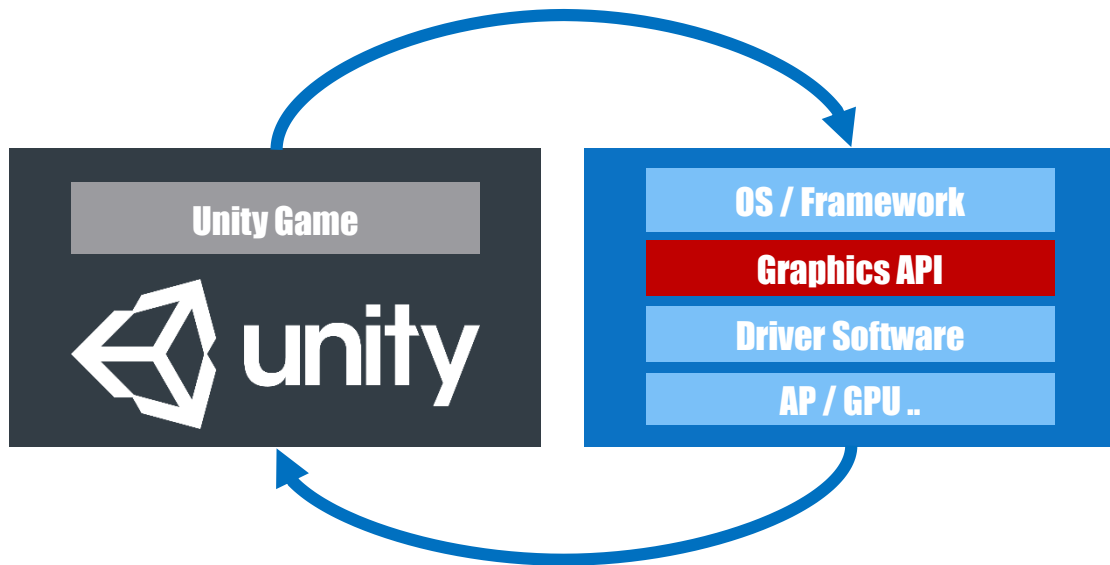 Unity Game
unity
OS / Framework
Graphics API
Driver Software
AP / GPU ..